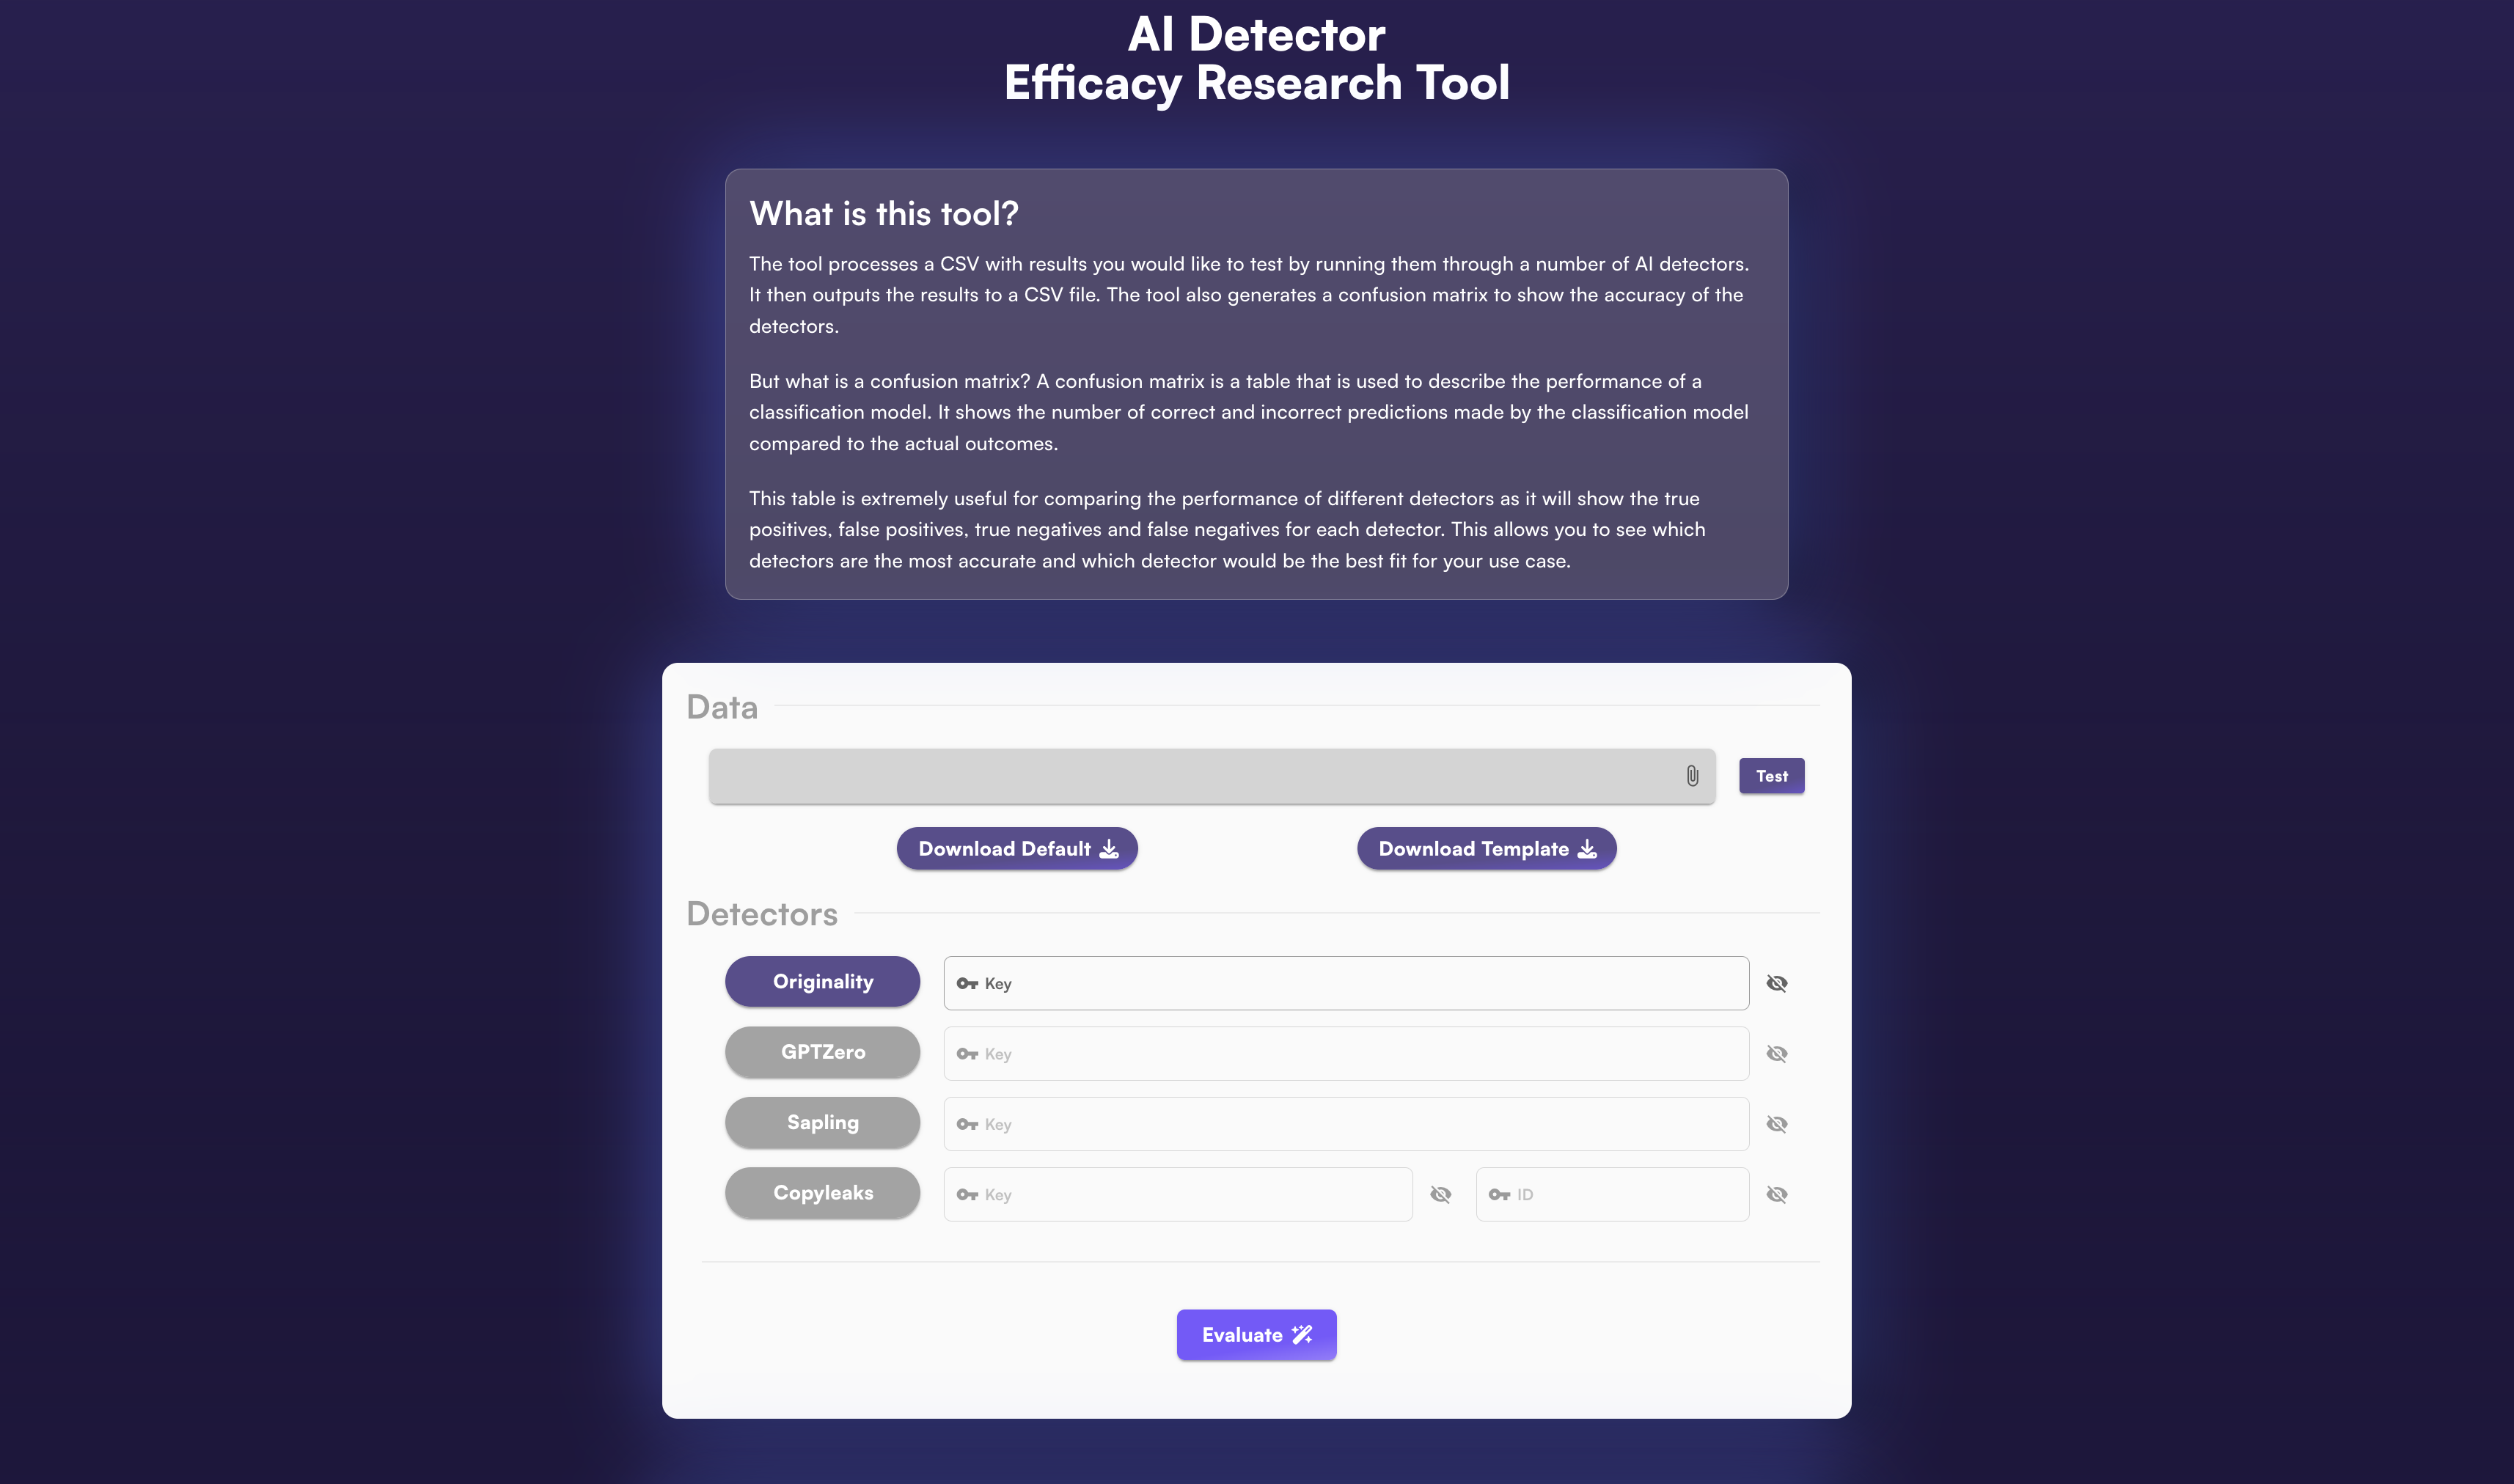 AI Detector
Efficacy Research Tool
What is this tool?
The tool processes a CSV with results you would like to test by running them through a number of AI detectors.
It then outputs the results to a CSV file. The tool also generates a confusion matrix to show the accuracy of the
detectors.
But what is a confusion matrix? A confusion matrix is a table that is used to describe the performance of a
classification model. It shows the number of correct and incorrect predictions made by the classification model
compared to the actual outcomes.
This table is extremely useful for comparing the performance of different detectors as it will show the true
positives, false positives, true negatives and false negatives for each detector. This allows you to see which
detectors are the most accurate and which detector would be the best fit for your use case.
Data
Test
Download Default
Download Template
Detectors
Originality
Key
GPTZero
Key
Sapling
Key
Copyleaks
Key
ID
Evaluate